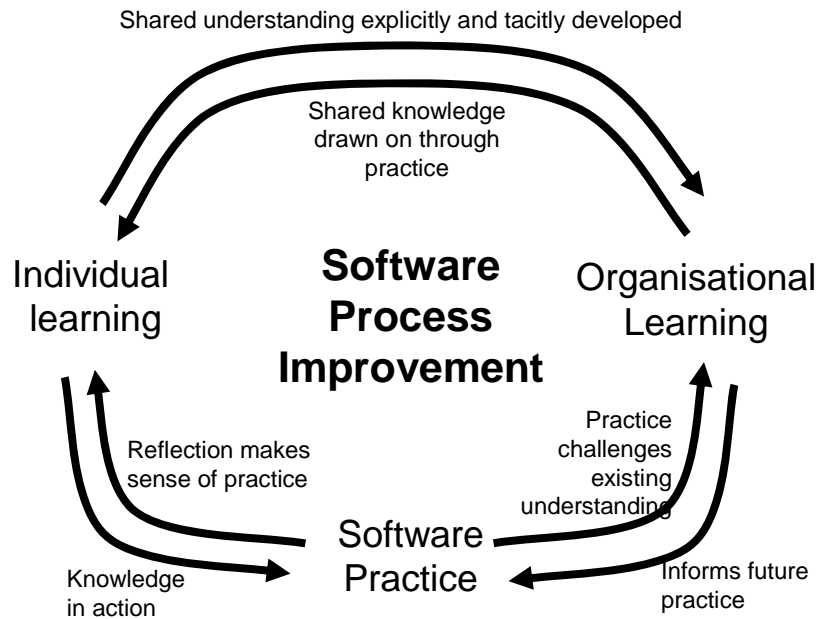 Shared understanding explicitly and tacitly developed
Shared knowledge
drawn on through
practice
Individual
learning
Software
Process
Improvement
Organisational
Learning
Reflection makes
sense of practice
Practice
challenges
existing
understanding
Software
Practice
Knowledge
in action
Informs future
practice